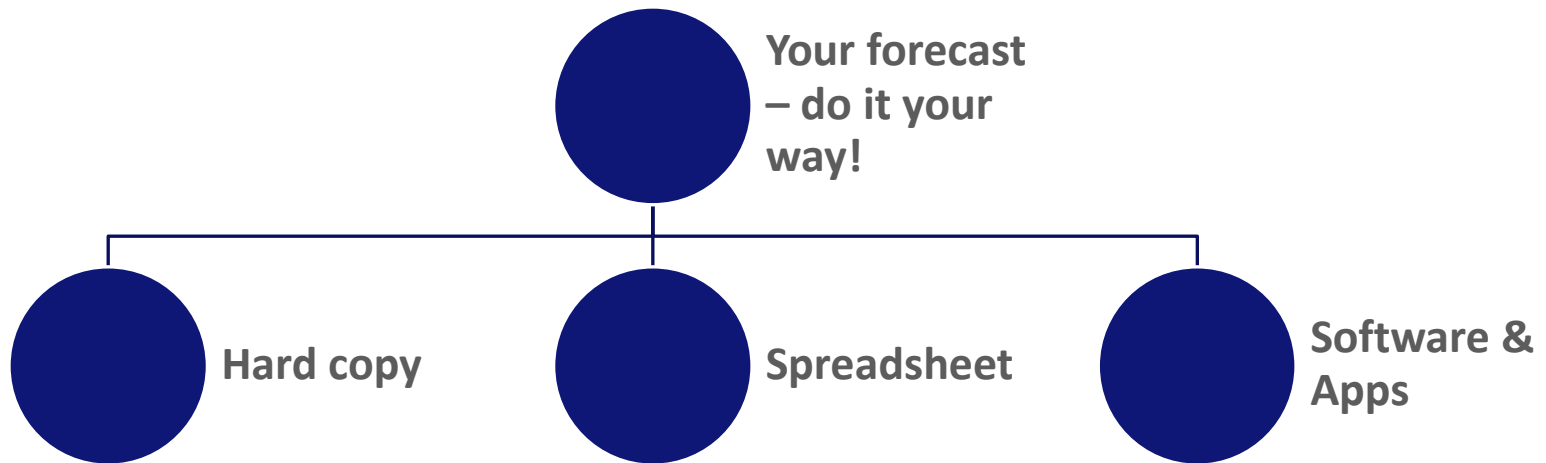 Your forecast
– do it your
way!
Hard copy
Spreadsheet
Software &
Apps